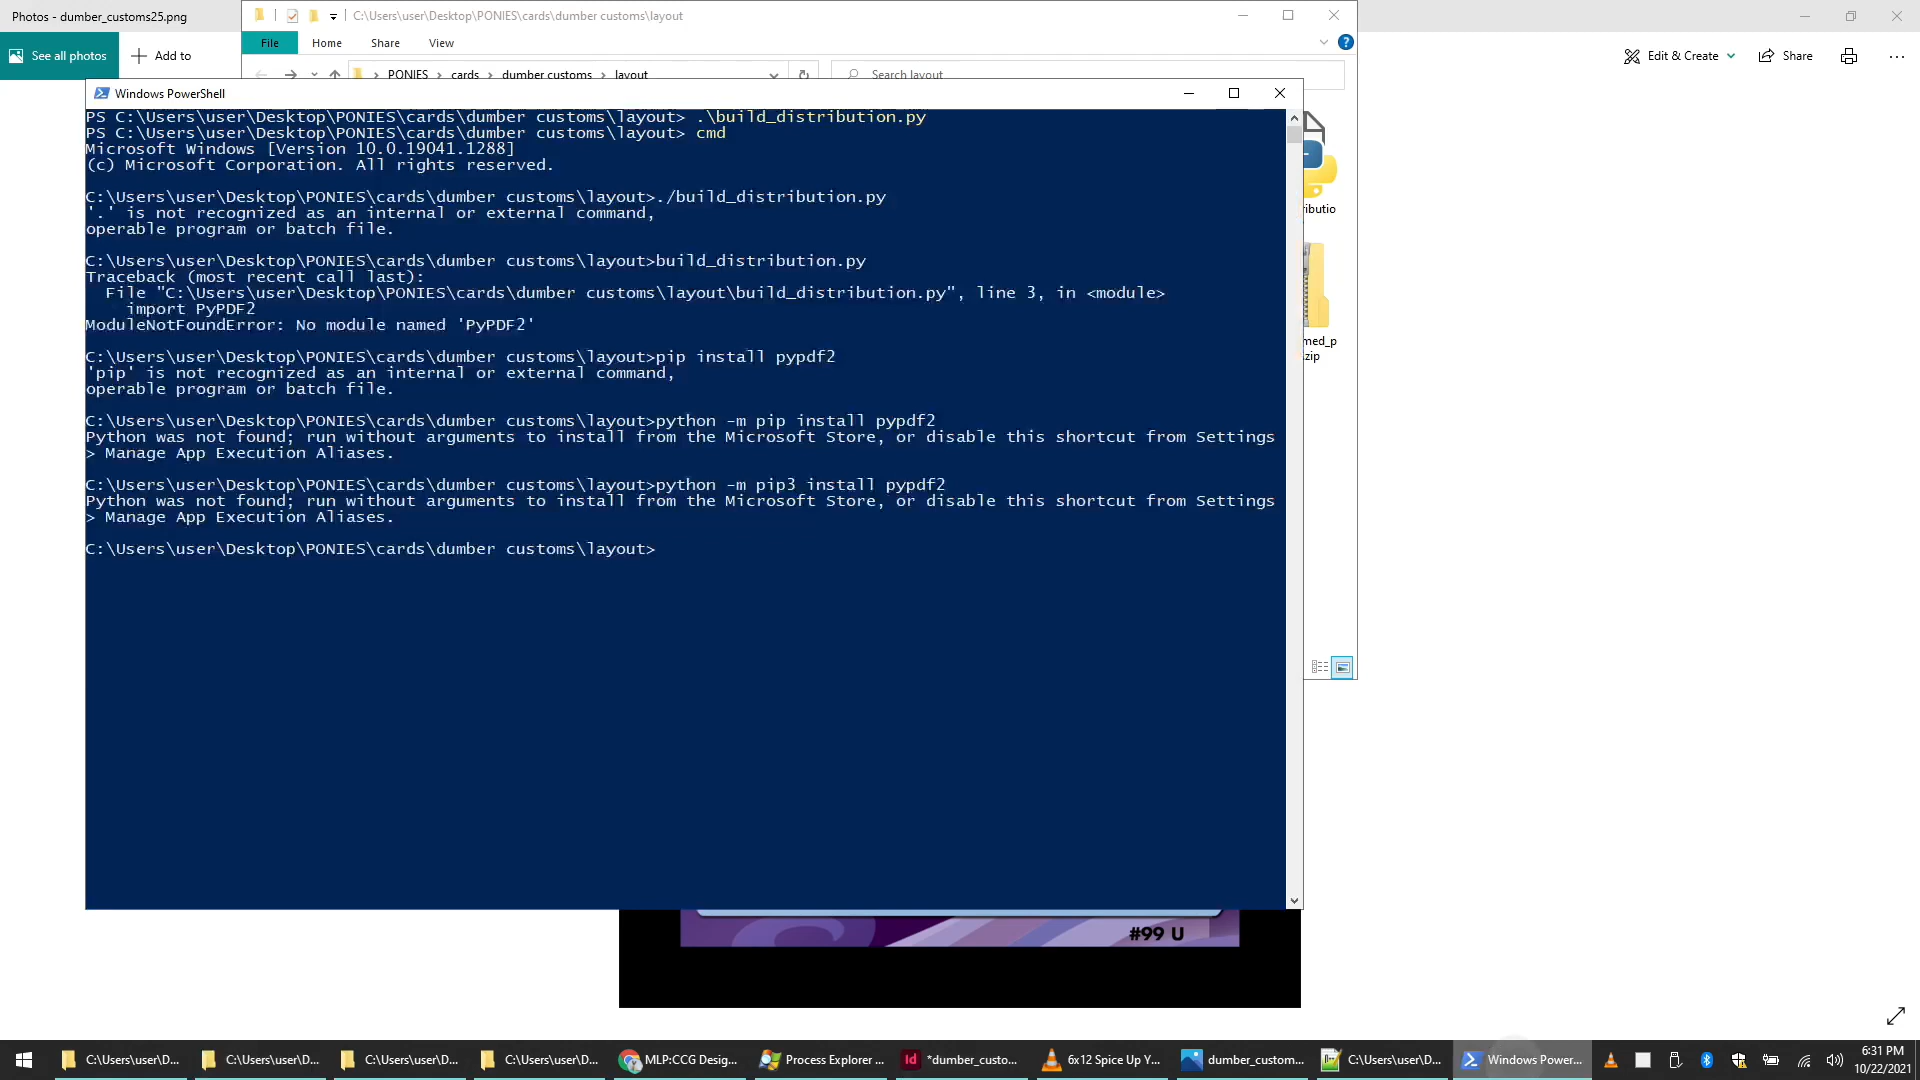 Photos - dumber_customs25.png
C:\Users\user\Desktop\PONIES\cards\dumber customs\layout
See all photos
Add to
File
Home
Share
View
Edit & Create
Share
PONIES > cards > dumber customs > layout
Search layout
Windows PowerShell
PS C:\Users\user\Desktop\PONIES\cards\dumber customs\layout> .\build_distribution.py
PS C:\Users\user\Desktop\PONIES\cards\dumber customs\layout> cmd
Microsoft Windows [Version 10.0.19041.1288]
(c) Microsoft Corporation. All rights reserved.
C:\Users\user\Desktop\PONIES\cards\dumber customs\layout>./build_distribution.py
'.' is not recognized as an internal or external command,
operable program or batch file.
C:\Users\user\Desktop\PONIES\cards\dumber customs\layout>build_distribution.py
Traceback (most recent call last):
File "C:\Users\user\Desktop\PONIES\cards\dumber customs\layout\build_distribution.py", line 3, in <module>
import PyPDF2
ModuleNotFoundError: No module named 'PyPDF2'
C:\Users\user\Desktop\PONIES\cards\dumber customs\layout>pip install pypdf2
'pip' is not recognized as an internal or external command,
operable program or batch file.
C:\Users\user\Desktop\PONIES\cards\dumber customs\layout>python -m pip install pypdf2
Python was not found; run without arguments to install from the Microsoft Store, or disable this shortcut from Settings
> Manage App Execution Aliases.
C:\Users\user\Desktop\PONIES\cards\dumber customs\layout>python -m pip3 install pypdf2
Python was not found; run without arguments to install from the Microsoft Store, or disable this shortcut from Settings
> Manage App Execution Aliases.
C:\Users\user\Desktop\PONIES\cards\dumber customs\layout>
ributio
med_p
zip
#99 U
C:\Users\user\D...
C:\Users\user\D...
C:\Users\user\D...
C:\Users\user\D...
MLP:CCG Desig...
Process Explorer ...
*dumber_custo...
6x12 Spice Up Y...
dumber_custom...
C:\Users\user\D...
Windows Power...
6:31 PM
10/22/2021